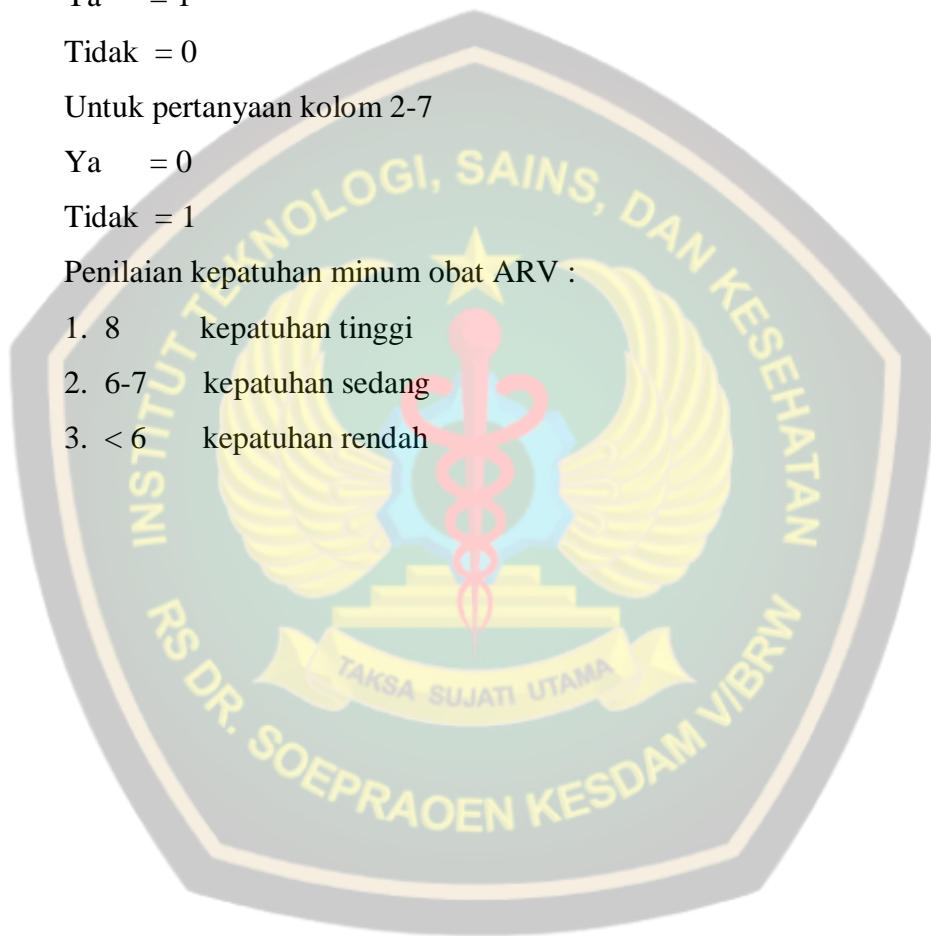 Tidak = 0
Untuk pertanyaan kolom 2-7
Ya = 0
Tidak = 1
Penilaian kepatuhan minum obat ARV :
1. 8 kepatuhan tinggi
2. 6-7 kepatuhan sedang
3. < 6 kepatuhan rendah
INSTITUT TEKNOLOGI, SAINS, DAN KESEHATAN
TAKSA SUJATI UTAMA
RS DR. SOEPRAOEN KESDAM V/BRW